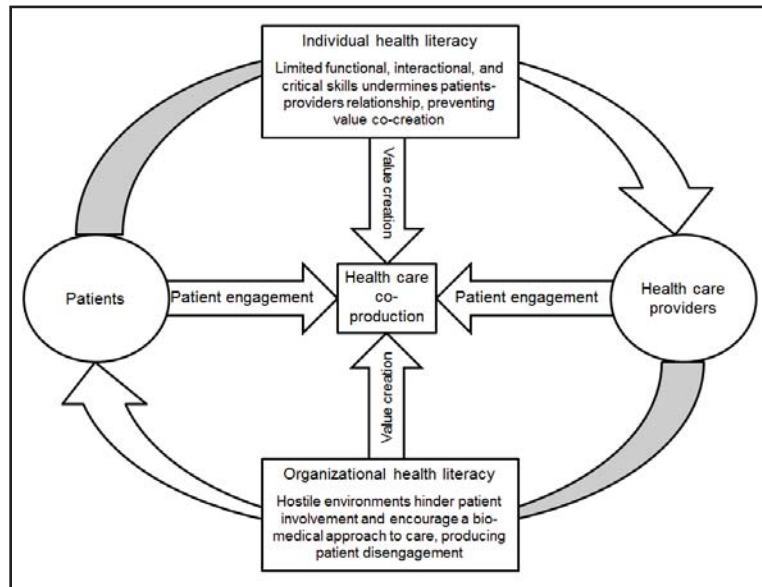 Individual health literacy
Limited functional, interactional, and
critical skills undermines patients-
providers relationship, preventing
value co-creation
Value creation
Patients
Patient engagement
Health care
co-
production
Patient engagement
Health care
providers
Value creation
Organizational health literacy
Hostile environments hinder patient
involvement and encourage a bio-
medical approach to care, producing
patient disengagement